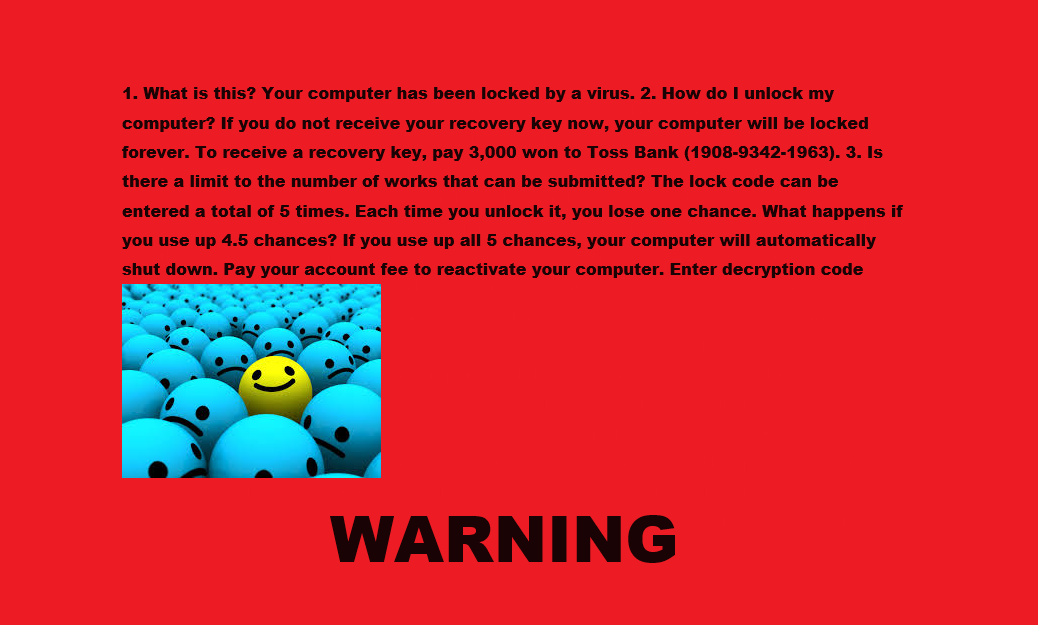 1. What is this? Your computer has been locked by a virus. 2. How do I unlock my
computer? If you do not receive your recovery key now, your computer will be locked
forever. To receive a recovery key, pay 3,000 won to Toss Bank (1908-9342-1963). 3. Is
there a limit to the number of works that can be submitted? The lock code can be
entered a total of 5 times. Each time you unlock it, you lose one chance. What happens if
you use up 4.5 chances? If you use up all 5 chances, your computer will automatically
shut down. Pay your account fee to reactivate your computer. Enter decryption code
WARNING